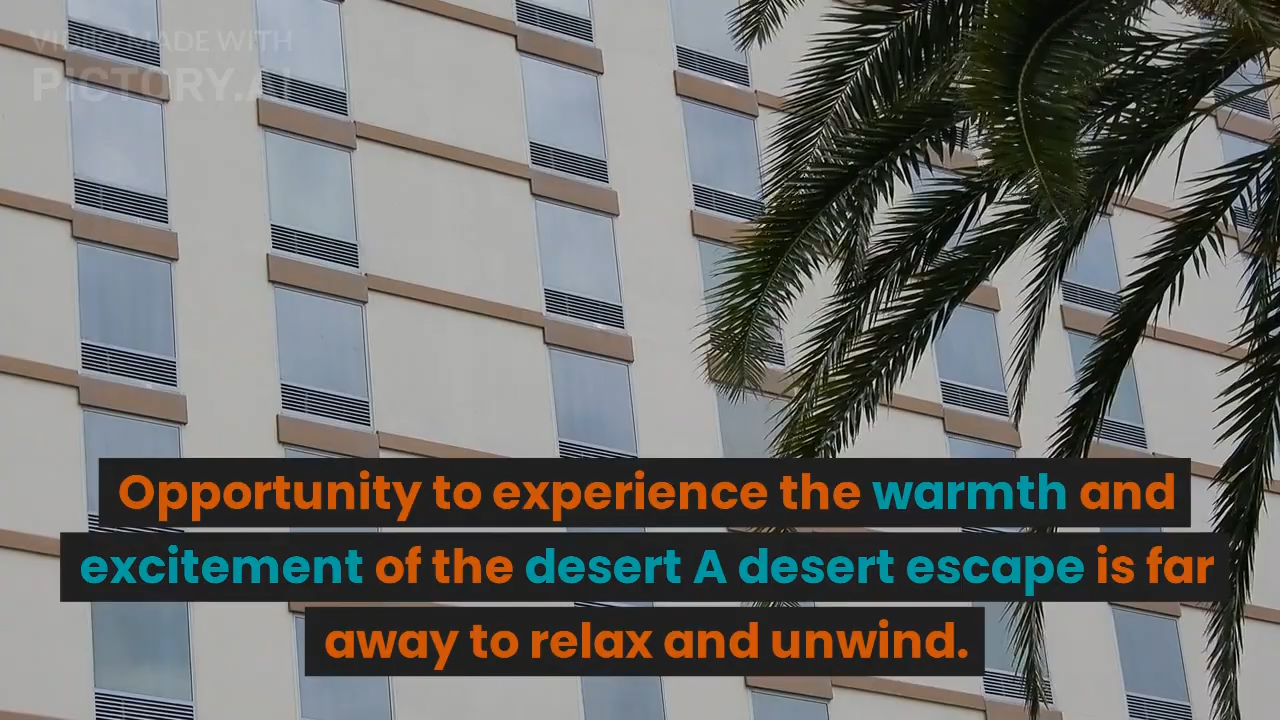 VIDEO MADE WITH
PICTORY.AI
Opportunity to experience the warmth and
excitement of the desert A desert escape is far
away to relax and unwind.